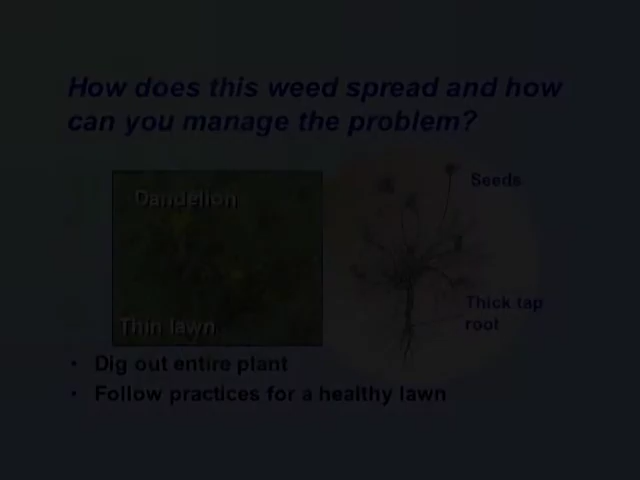 How does this weed spread and how
can you manage the problem?
Dandelion
Seeds
Thin lawn
Thick tap
root
• Dig out entire plant
• Follow practices for a healthy lawn